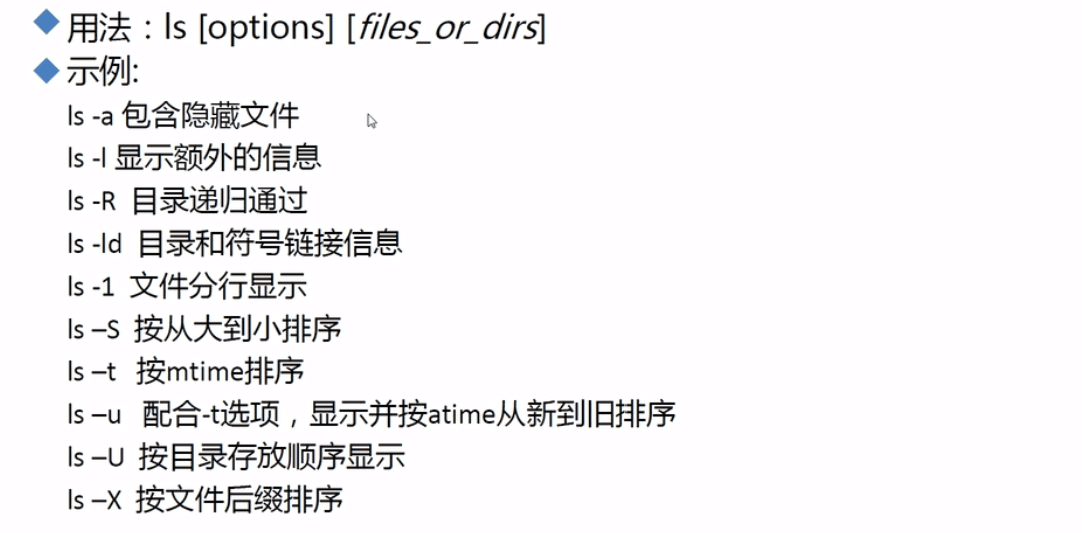 用法：ls [options] [files_or_dirs]
示例:
ls -a 包含隐藏文件
ls -l 显示额外的信息
ls -R 目录递归通过
ls -ld 目录和符号链接信息
ls -1 文件分行显示
ls –S 按从大到小排序
ls –t 按mtime排序
ls –u 配合-t选项，显示并按atime从新到旧排序
ls –U 按目录存放顺序显示
ls –X 按文件后缀排序